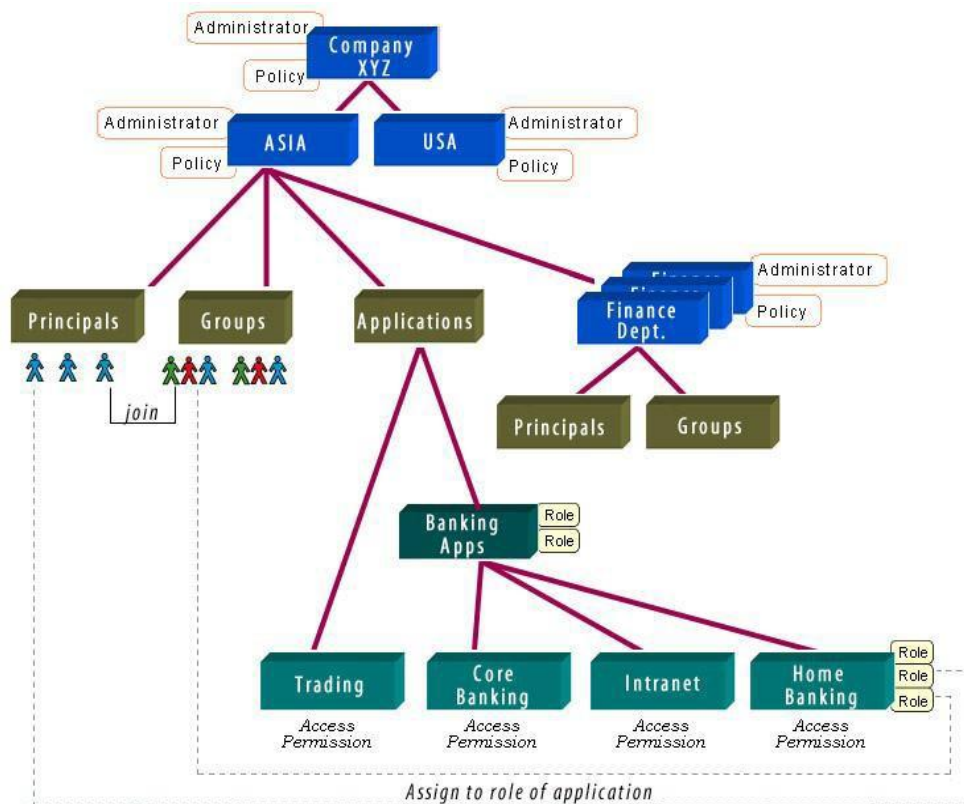 Administrator
Company
XYZ
Policy
Administrator
ASIA
Policy
USA
Administrator
Policy
Finance
Finance
Administrator
Policy
Finance
Dept.
Principals
Groups
Applications
join
Principals
Groups
Banking
Apps
Role
Role
Trading
Core
Banking
Intranet
Home
Banking
Role
Role
Role
Access
Permission
Access
Permission
Access
Permission
Access
Permission
Assign to role of application